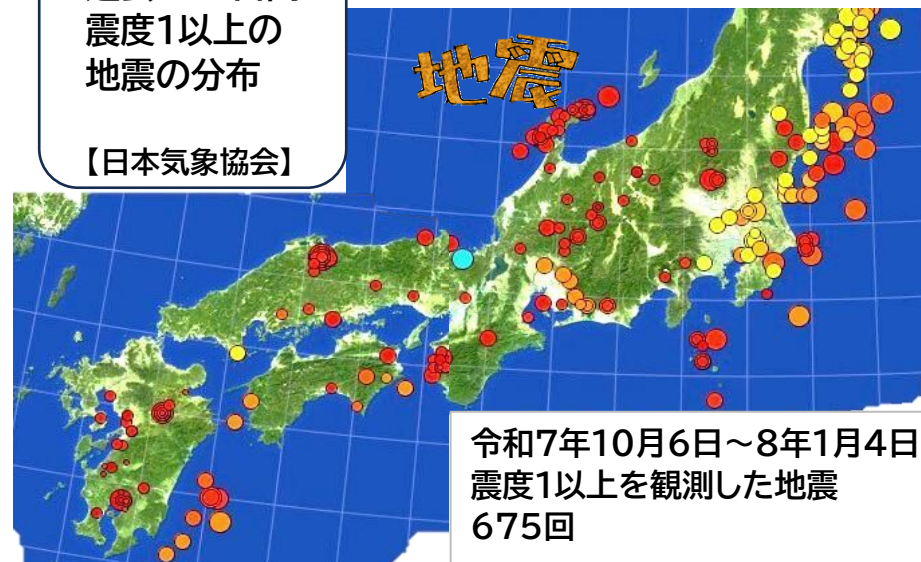 震度1以上の
地震の分布
【日本気象協会】
地震
令和7年10月6日～8年1月4日
震度1以上を観測した地震
675回